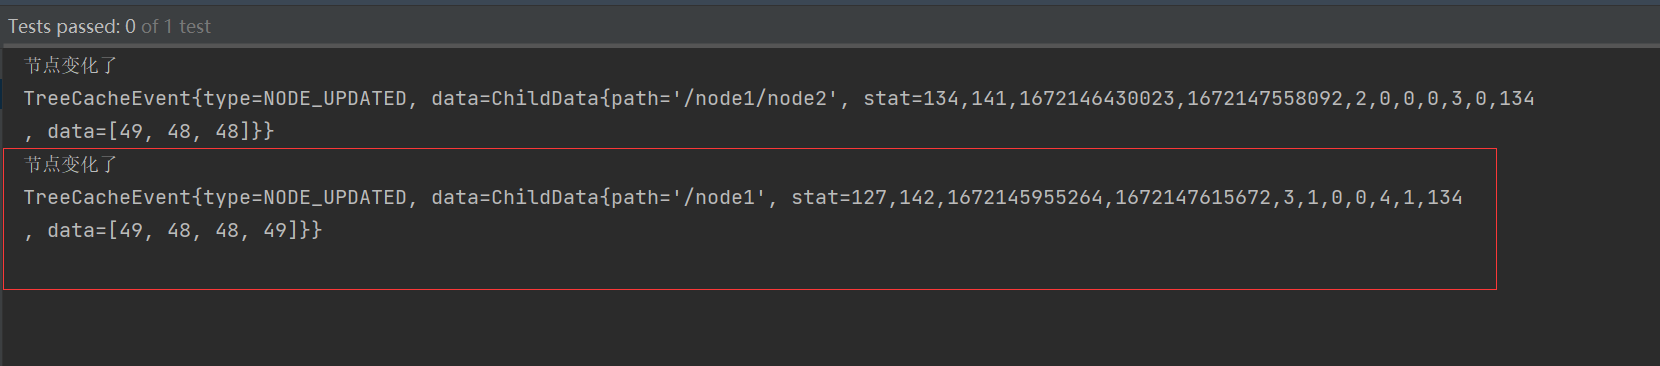 Tests passed: 0 of 1 test
节点变化了
TreeCacheEvent{type=NODE_UPDATED, data=ChildData{path='/node1/node2', stat=134,141,1672146430023,1672147558092,2,0,0,0,3,0,134
, data=[49, 48, 48]}}
节点变化了
TreeCacheEvent{type=NODE_UPDATED, data=ChildData{path='/node1', stat=127,142,1672145955264,1672147615672,3,1,0,0,4,1,134
, data=[49, 48, 48, 49]}}